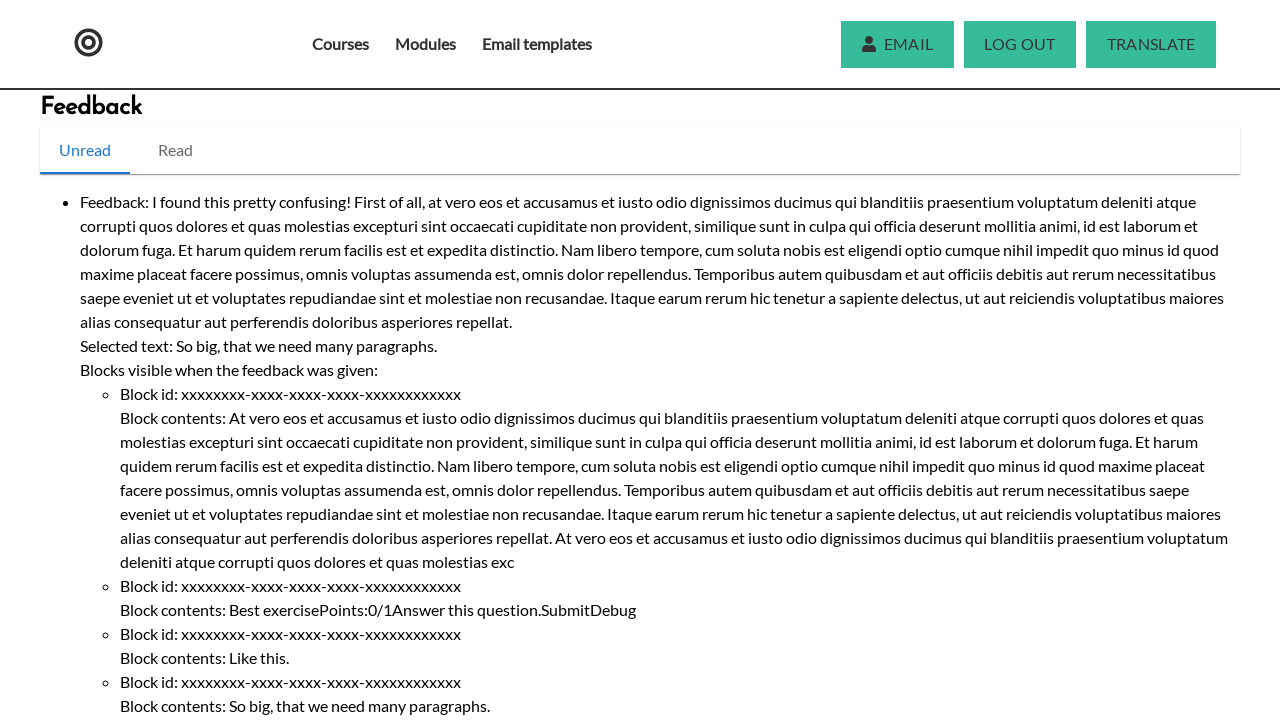 Courses Modules Email templates EMAIL LOG OUT TRANSLATE
Feedback
Unread Read
Feedback: I found this pretty confusing! First of all, at vero eos et accusamus et iusto odio dignissimos ducimus qui blanditiis praesentium voluptatum deleniti atque
corrupti quos dolores et quas molestias excepturi sint occaecati cupiditate non provident, similique sunt in culpa qui officia deserunt mollitia animi, id est laborum et
dolorum fuga. Et harum quidem rerum facilis est et expedita distinctio. Nam libero tempore, cum soluta nobis est eligendi optio cumque nihil impedit quo minus id quod
maxime placeat facere possimus, omnis voluptas assumenda est, omnis dolor repellendus. Temporibus autem quibusdam et aut officiis debitis aut rerum necessitatibus
saepe eveniet ut et voluptates repudiandae sint et molestiae non recusandae. Itaque earum rerum hic tenetur a sapiente delectus, ut aut reiciendis voluptatibus maiores
alias consequatur aut perferendis doloribus asperiores repellat.
Selected text: So big, that we need many paragraphs.
Blocks visible when the feedback was given:
Block id: xxxxxxxx-xxxx-xxxx-xxxx-xxxxxxxxxxxx
Block contents: At vero eos et accusamus et iusto odio dignissimos ducimus qui blanditiis praesentium voluptatum deleniti atque corrupti quos dolores et quas
molestias excepturi sint occaecati cupiditate non provident, similique sunt in culpa qui officia deserunt mollitia animi, id est laborum et dolorum fuga. Et harum
quidem rerum facilis est et expedita distinctio. Nam libero tempore, cum soluta nobis est eligendi optio cumque nihil impedit quo minus id quod maxime placeat
facere possimus, omnis voluptas assumenda est, omnis dolor repellendus. Temporibus autem quibusdam et aut officiis debitis aut rerum necessitatibus saepe
eveniet ut et voluptates repudiandae sint et molestiae non recusandae. Itaque earum rerum hic tenetur a sapiente delectus, ut aut reiciendis voluptatibus maiores
alias consequatur aut perferendis doloribus asperiores repellat. At vero eos et accusamus et iusto odio dignissimos ducimus qui blanditiis praesentium voluptatum
deleniti atque corrupti quos dolores et quas molestias exc
Block id: xxxxxxxx-xxxx-xxxx-xxxx-xxxxxxxxxxxx
Block contents: Best exercisePoints:0/1Answer this question.SubmitDebug
Block id: xxxxxxxx-xxxx-xxxx-xxxx-xxxxxxxxxxxx
Block contents: Like this.
Block id: xxxxxxxx-xxxx-xxxx-xxxx-xxxxxxxxxxxx
Block contents: So big, that we need many paragraphs.